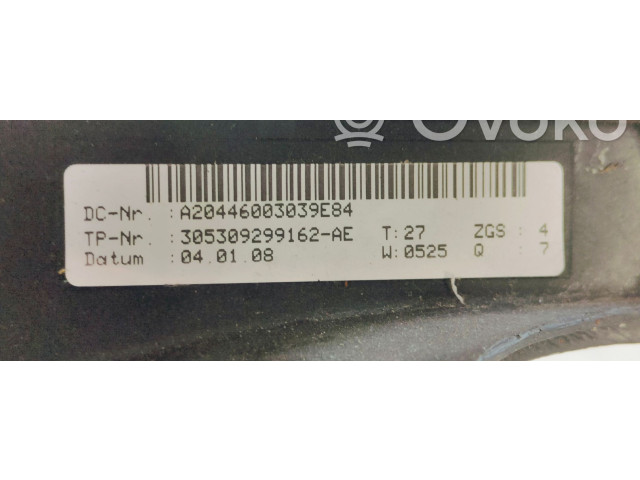 Ovoko
DC-Nr. :A20446003039E84
TP-Nr. :305309299162-AE T:27 ZGS : 4
Datum :04.01.08 W:0525 Q : 7